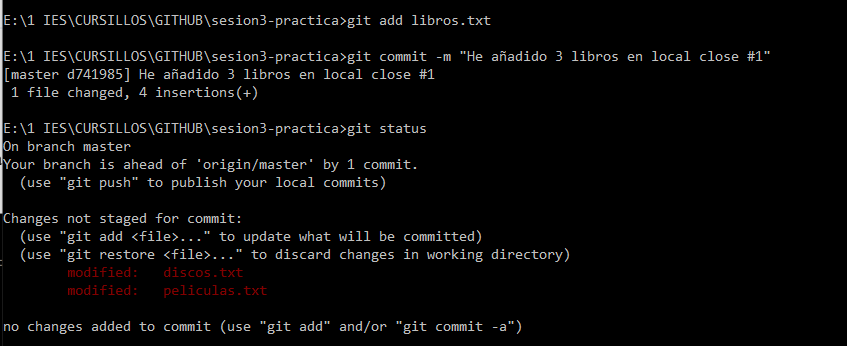 E:\1 IES\CURSILLOS\GITHUB\sesion3-practica>git add libros.txt
E:\1 IES\CURSILLOS\GITHUB\sesion3-practica>git commit -m "He añadido 3 libros en local close #1"
[master d741985] He añadido 3 libros en local close #1
1 file changed, 4 insertions(+)
E:\1 IES\CURSILLOS\GITHUB\sesion3-practica>git status
On branch master
Your branch is ahead of 'origin/master' by 1 commit.
(use "git push" to publish your local commits)
Changes not staged for commit:
(use "git add <file>..." to update what will be committed)
(use "git restore <file>..." to discard changes in working directory)
modified:   discos.txt
modified:   peliculas.txt
no changes added to commit (use "git add" and/or "git commit -a")